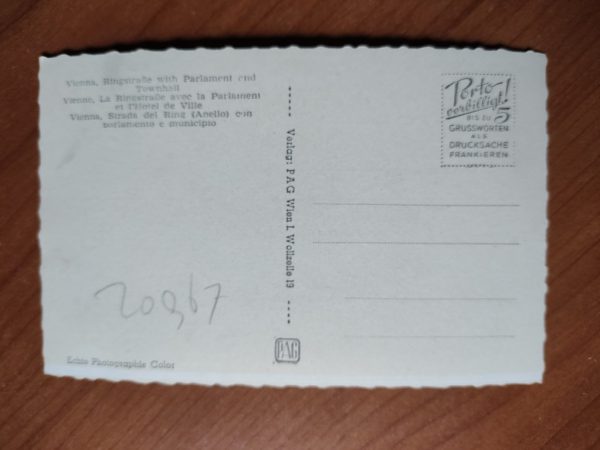 Vienna, Ringstraße with Parlament and
Townhall
Vienne, La Ringstraße avec la Parlament
et l'Hôtel de Ville
Vienna, Strada del Ring (Anello) con
parlamento e municipio
Echte Photographie Color
20967
Verlag: PAG Wien I. Wollzeile 19
PAG
Porto
verbilligt!
BIS ZU 5
GRUSSWORTEN
ALS
DRUCKSACHE
FRANKIEREN